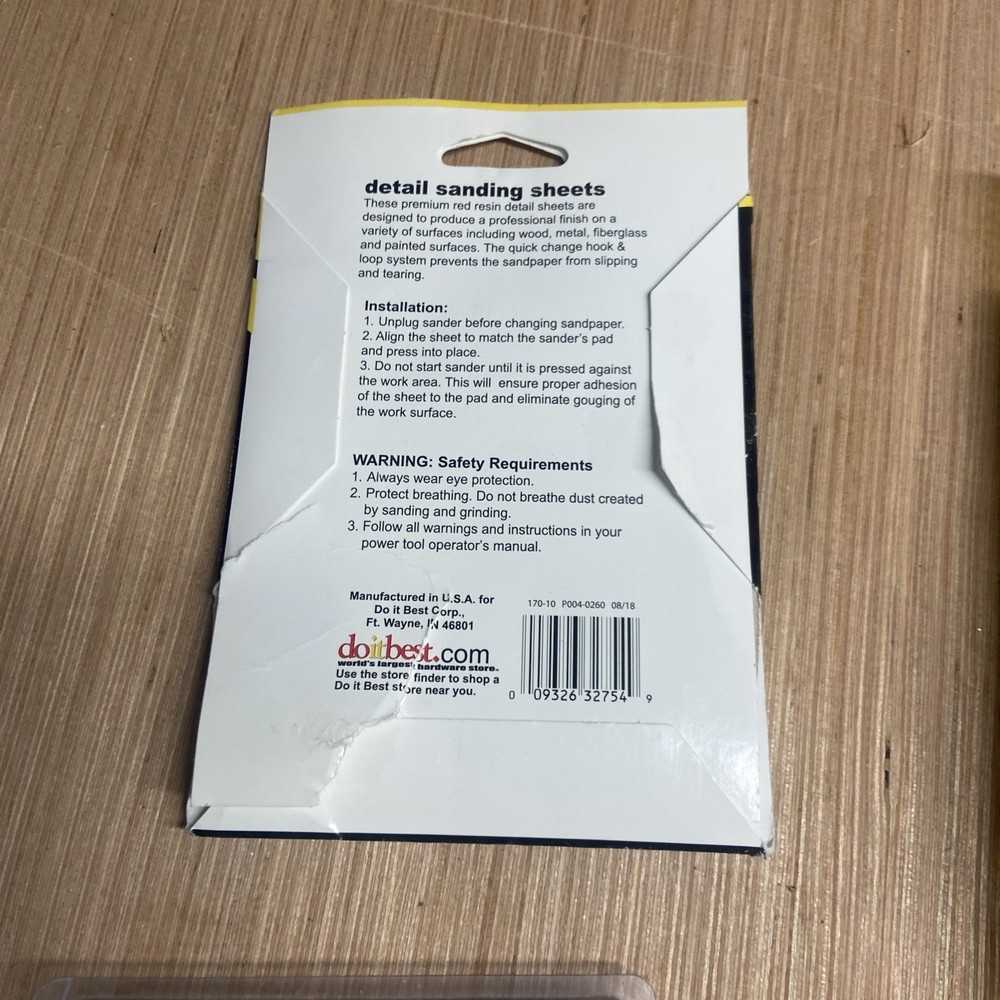 detail sanding sheets
These premium red resin detail sheets are
designed to produce a professional finish on a
variety of surfaces including wood, metal, fiberglass
and painted surfaces. The quick change hook &
loop system prevents the sandpaper from slipping
and tearing.
Installation:
1. Unplug sander before changing sandpaper.
2. Align the sheet to match the sander's pad
and press into place.
3. Do not start sander until it is pressed against
the work area. This will ensure proper adhesion
of the sheet to the pad and eliminate gouging of
the work surface.
WARNING: Safety Requirements
1. Always wear eye protection.
2. Protect breathing. Do not breathe dust created
by sanding and grinding.
3. Follow all warnings and instructions in your
power tool operator's manual.
Manufactured in U.S.A. for
Do it Best Corp.,
Ft. Wayne, IN 46801
doitbest.com
world's largest hardware store.
Use the store finder to shop a
Do it Best store near you.
170-10 P004-0260 08/18
0 09326 32754 9